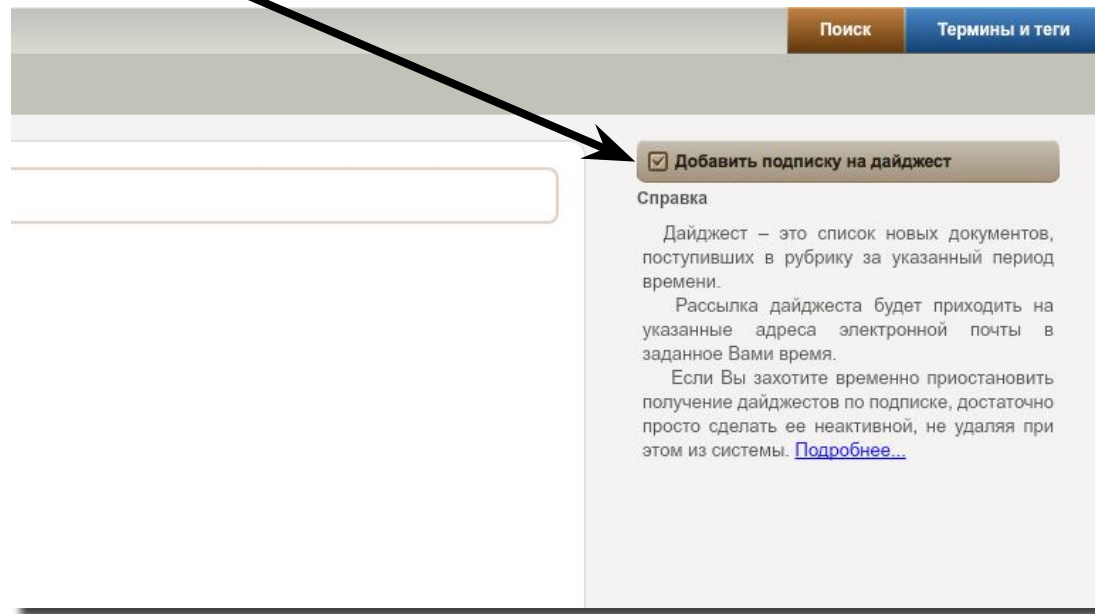 Поиск
Термины и теги
Добавить подписку на дайджест
Справка
Дайджест – это список новых документов,
поступивших в рубрику за указанный период
времени.
Рассылка дайджеста будет приходить на
указанные адреса электронной почты в
заданное Вами время.
Если Вы захотите временно приостановить
получение дайджестов по подписке, достаточно
просто сделать ее неактивной, не удаляя при
этом из системы. Подробнее...